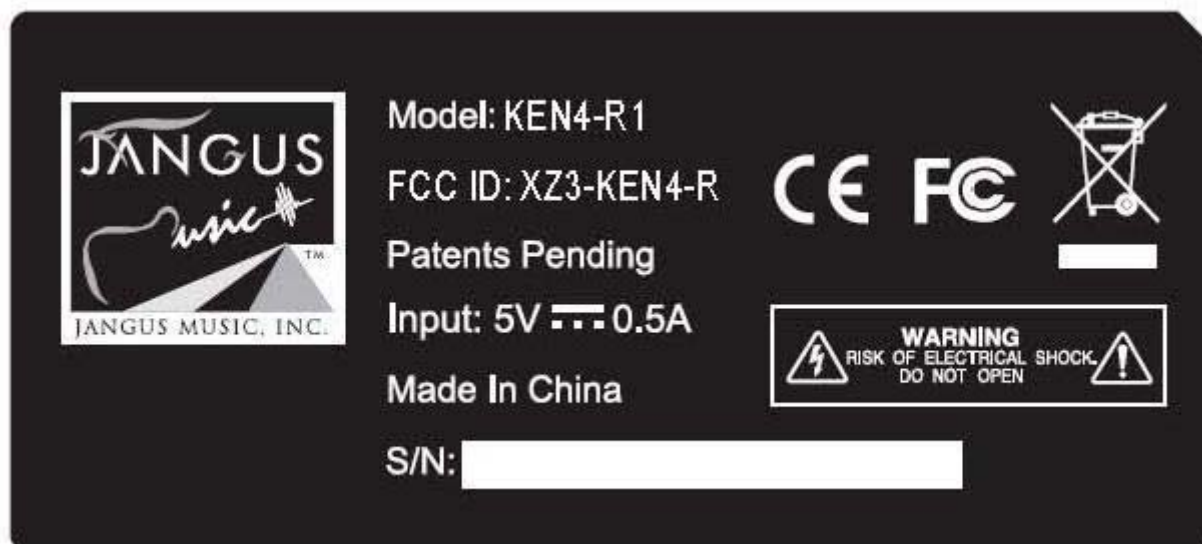 JANGUS
Music
TM
JANGUS MUSIC, INC.
Model: KEN4-R1
FCC ID: XZ3-KEN4-R
Patents Pending
Input: 5V ⎓ 0.5A
Made In China
S/N:
CE FC
WARNING
RISK OF ELECTRICAL SHOCK
DO NOT OPEN